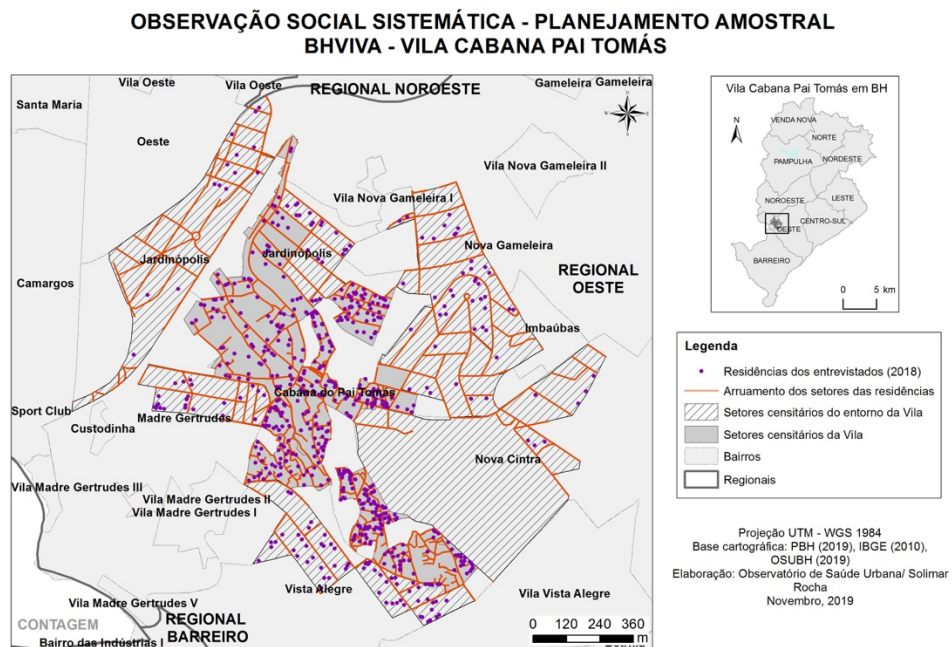 OBSERVAÇÃO SOCIAL SISTEMÁTICA - PLANEJAMENTO AMOSTRAL
BHVIVA - VILA CABANA PAI TOMÁS
Vila Oeste
Vila Oeste
REGIONAL NOROESTE
Gameleira
Gameleira
Santa Maria
Oeste
Vila Nova Gameleira II
Vila Nova Gameleira I
Jardinópolis
Jardinópolis
Nova Gameleira
Camargos
REGIONAL
OESTE
Imbaúbas
Cabana do Pai Tomás
Sport Club
Madre Gertrudes
Custodinha
Nova Cintra
Vila Madre Gertrudes III
Vila Madre Gertrudes II
Vila Madre Gertrudes I
Vista Alegre
Vila Vista Alegre
Vila Madre Gertrudes V
CONTAGEM
REGIONAL
BARREIRO
Bairro das Indústrias I
0 120 240 360
m
Vila Cabana Pai Tomás em BH
N
VENDA NOVA
NORTE
PAMPULHA
NORDESTE
NOROESTE
LESTE
CENTRO-SUL
OESTE
BARREIRO
0 5 km
Legenda
Residências dos entrevistados (2018)
Arruamento dos setores das residências
Setores censitários do entorno da Vila
Setores censitários da Vila
Bairros
Regionais
Projeção UTM - WGS 1984
Base cartográfica: PBH (2019), IBGE (2010),
OSUBH (2019)
Elaboração: Observatório de Saúde Urbana/ Solimar
Rocha
Novembro, 2019